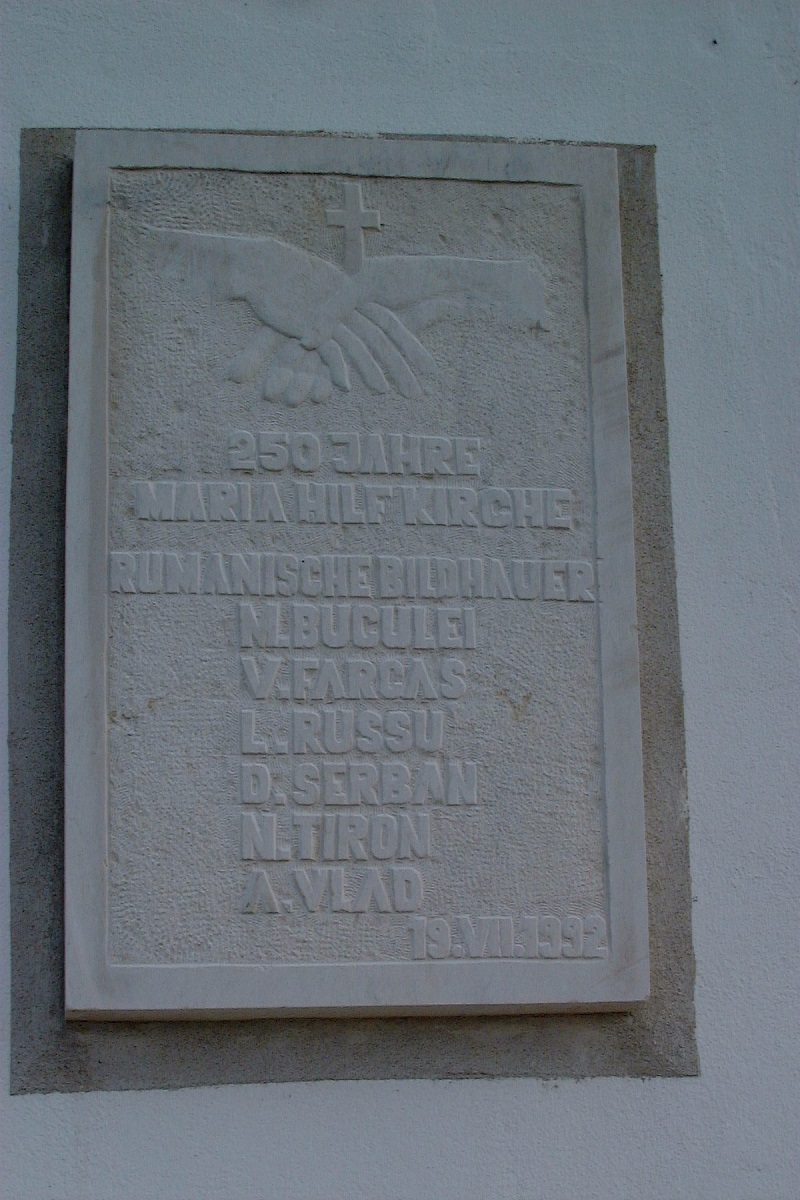 250 JAHRE
MARIA HILF KIRCHE
RUMANISCHE BILDHAUER
M. BUCULEI
V. FARCAS
L. RUSSU
D. SERBAN
N. TIRON
A. VLAD
19. VII. 1992